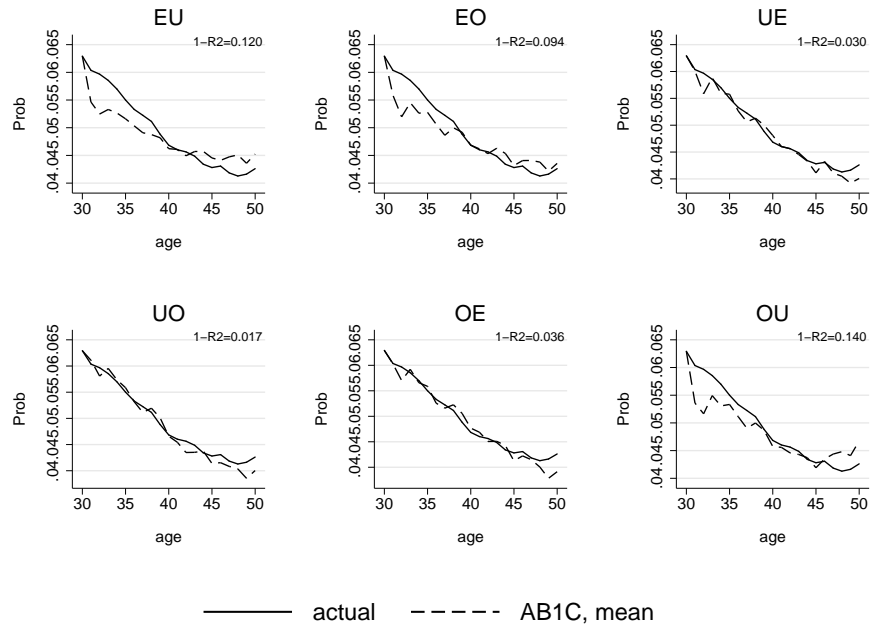 EU
1−R2=0.120
Prob
.04.045.05.055.06.065
30 35 40 45 50
age
EO
1−R2=0.094
Prob
.04.045.05.055.06.065
30 35 40 45 50
age
UE
1−R2=0.030
Prob
.04.045.05.055.06.065
30 35 40 45 50
age
UO
1−R2=0.017
Prob
.04.045.05.055.06.065
30 35 40 45 50
age
OE
1−R2=0.036
Prob
.04.045.05.055.06.065
30 35 40 45 50
age
OU
1−R2=0.140
Prob
.04.045.05.055.06.065
30 35 40 45 50
age
actual AB1C, mean